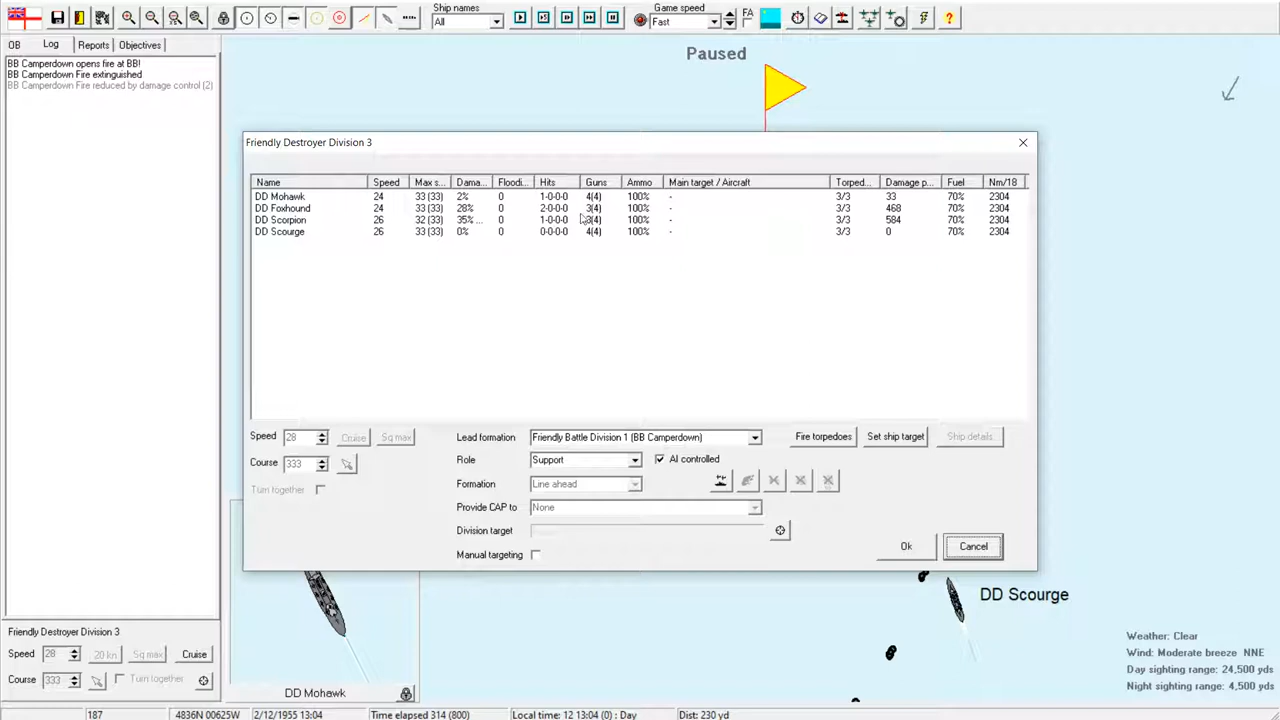 Ship names
All
Game speed
Fast
FA
OB
Log
Reports
Objectives
BB Camperdown opens fire at BB!
BB Camperdown Fire extinguished
BB Camperdown Fire reduced by damage control (2)
Paused
Friendly Destroyer Division 3
Name Speed Max s... Dama... Floodi... Hits Guns Ammo Main target / Aircraft Torped... Damage p... Fuel Nm/18
DD Mohawk 24 33 (33) 2% 0 1-0-0-0 4(4) 100% - 3/3 33 70% 2304
DD Foxhound 24 33 (33) 28% 0 2-0-0-0 3(4) 100% - 3/3 468 70% 2304
DD Scorpion 26 32 (33) 35% ... 0 1-0-0-0 3(4) 100% - 3/3 584 70% 2304
DD Scourge 26 33 (33) 0% 0 0-0-0-0 4(4) 100% - 3/3 0 70% 2304
Speed 28 Cruise Sq max
Course 333
Turn together
Lead formation Friendly Battle Division 1 (BB Camperdown)
Role Support AI controlled
Formation Line ahead
Provide CAP to None
Division target
Manual targeting
Fire torpedoes Set ship target Ship details...
Ok Cancel
DD Scourge
Friendly Destroyer Division 3
Speed 28 20 kn Sq max Cruise
Course 333 Turn together
DD Mohawk
Weather: Clear
Wind: Moderate breeze NNE
Day sighting range: 24,500 yds
Night sighting range: 4,500 yds
187 4836N 00625W 2/12/1955 13:04 Time elapsed 314 (800) Local time: 12 13:04 (0) : Day Dist: 230 yd